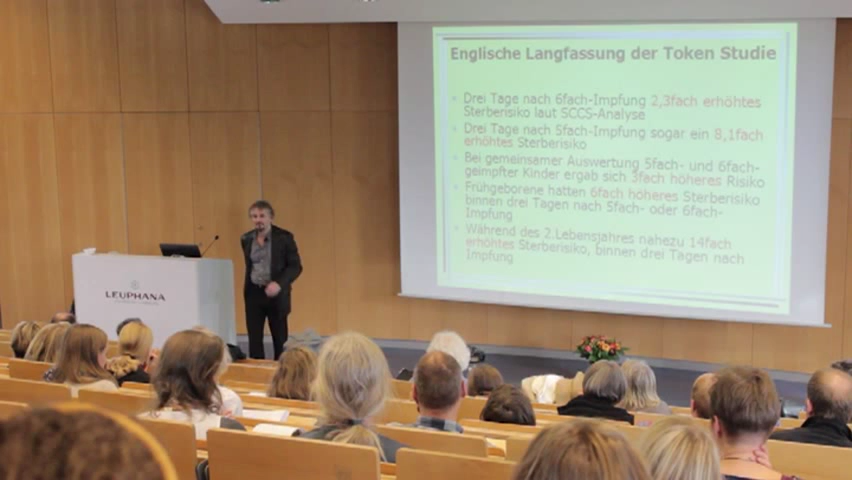 Englische Langfassung der Token Studie
• Drei Tage nach 6fach-Impfung 2,3fach erhöhtes
Sterberisiko laut SCCS-Analyse
• Drei Tage nach 5fach-Impfung sogar ein 8,1fach
erhöhtes Sterberisiko
• Bei gemeinsamer Auswertung 5fach- und 6fach-
geimpfter Kinder ergab sich 3fach höheres Risiko
• Frühgeborene hatten 6fach höheres Sterberisiko
binnen drei Tagen nach 5fach- oder 6fach-
Impfung
• Während des 2.Lebensjahres nahezu 14fach
erhöhtes Sterberisiko, binnen drei Tagen nach
Impfung
LEUPHANA